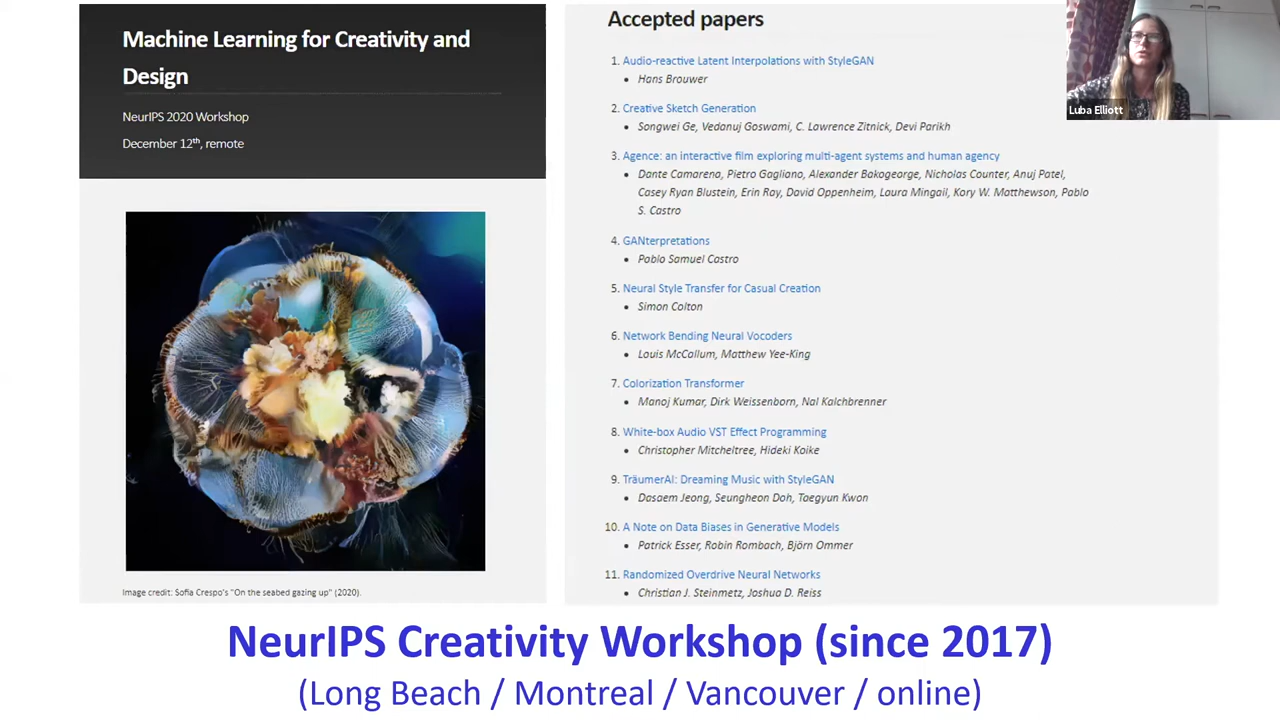 Machine Learning for Creativity and
Design
NeurIPS 2020 Workshop
December 12th, remote
Image credit: Sofia Crespo's "On the seabed gazing up" (2020).
Accepted papers
1. Audio-reactive Latent Interpolations with StyleGAN
• Hans Brouwer
2. Creative Sketch Generation
• Songwei Ge, Vedanuj Goswami, C. Lawrence Zitnick, Devi Parikh
3. Agence: an interactive film exploring multi-agent systems and human agency
• Dante Camarena, Pietro Gagliano, Alexander Bakogeorge, Nicholas Counter, Anuj Patel,
Casey Ryan Blustein, Erin Ray, David Oppenheim, Laura Mingail, Kory W. Matthewson, Pablo
S. Castro
4. GANterpretations
• Pablo Samuel Castro
5. Neural Style Transfer for Casual Creation
• Simon Colton
6. Network Bending Neural Vocoders
• Louis McCallum, Matthew Yee-King
7. Colorization Transformer
• Manoj Kumar, Dirk Weissenborn, Nal Kalchbrenner
8. White-box Audio VST Effect Programming
• Christopher Mitcheltree, Hideki Koike
9. TräumerAI: Dreaming Music with StyleGAN
• Dasaem Jeong, Seungheon Doh, Taegyun Kwon
10. A Note on Data Biases in Generative Models
• Patrick Esser, Robin Rombach, Björn Ommer
11. Randomized Overdrive Neural Networks
• Christian J. Steinmetz, Joshua D. Reiss
Luba Elliott
NeurIPS Creativity Workshop (since 2017)
(Long Beach / Montreal / Vancouver / online)